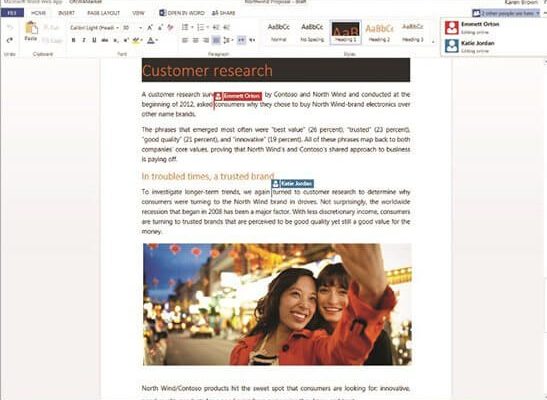 Microsoft Word Web App
Northwind Proposal - Draft
Karen Brown
FILE HOME INSERT PAGE LAYOUT VIEW OPEN IN WORD SHARE
2 other people are here
Emmett Orton
Editing online
Katie Jordan
Editing online
Paste
Calibri Light (Headi) 30
AaBbCc AaBbCc AaB AaBbCc AaBbCc
Normal No Spacing Heading 1 Heading 2 Heading 3
Undo Clipboard Font Paragraph Styles
Customer research
Emmett Orton
A customer research sur by Contoso and North Wind and conducted at the
beginning of 2012, asked consumers why they chose to buy North Wind-brand electronics over
other name brands.
The phrases that emerged most often were "best value" (26 percent), "trusted" (23 percent),
"good quality" (21 percent), and "innovative" (19 percent). All of these phrases map back to both
companies' core values, proving that North Wind's and Contoso's shared approach to business
is paying off.
In troubled times, a trusted brand
Katie Jordan
To investigate longer-term trends, we again turned to customer research to determine why
consumers were turning to the North Wind brand in droves. Not surprisingly, the worldwide
recession that began in 2008 has been a major factor. With less discretionary income, consumers
are turning to trusted brands that are perceived to be good quality yet still a good value for the
money.
North Wind/Contoso products hit the sweet spot that consumers are looking for: innovative,